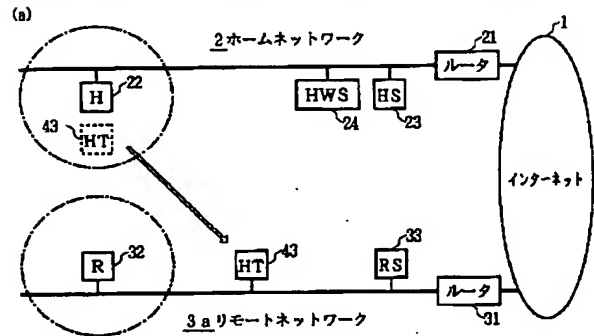 (a)
2 ホームネットワーク
21
ルータ
1
H
22
HWS
24
HS
23
43
HT
インターネット
R
32
HT
43
RS
33
ルータ
31
3a リモートネットワーク